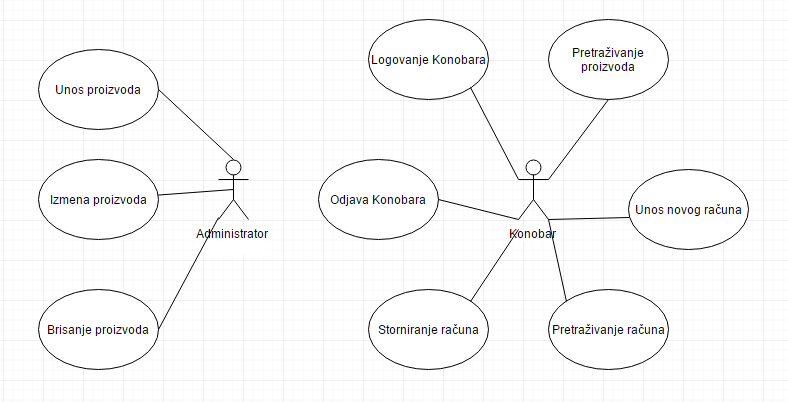 Unos proizvoda
Izmena proizvoda
Brisanje proizvoda
Administrator
Logovanje Konobara
Pretraživanje
proizvoda
Odjava Konobara
Konobar
Unos novog računa
Storniranje računa
Pretraživanje računa